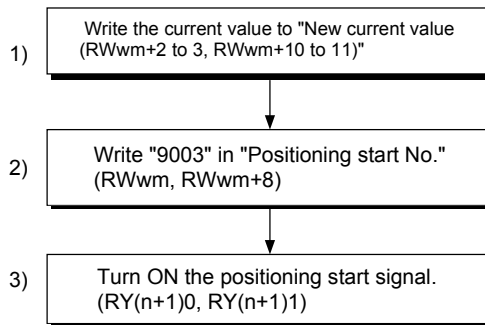 1)
Write the current value to "New current value
(RWwm+2 to 3, RWwm+10 to 11)"
2)
Write "9003" in "Positioning start No."
(RWwm, RWwm+8)
3)
Turn ON the positioning start signal.
(RY(n+1)0, RY(n+1)1)